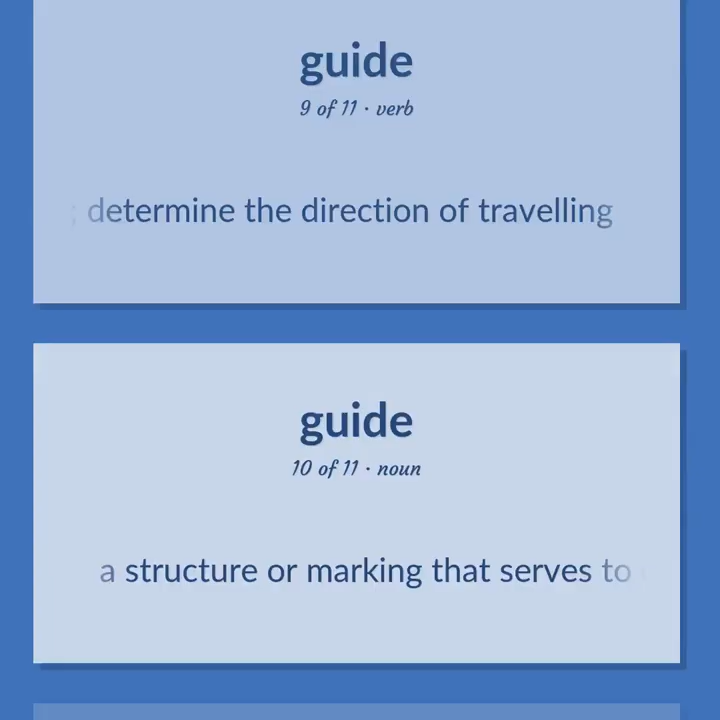 guide
9 of 11 · verb
; determine the direction of travelling
guide
10 of 11 · noun
a structure or marking that serves to